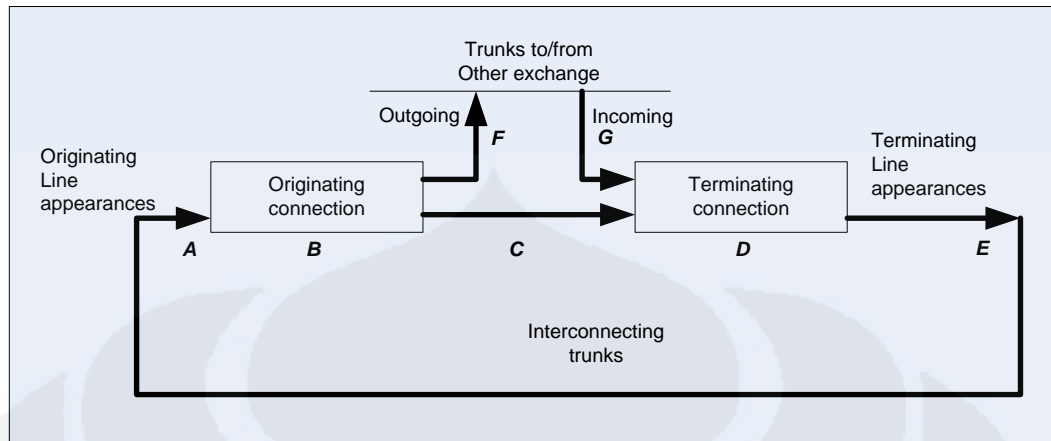 Trunks to/from
Other exchange
Outgoing
Incoming
F
G
Originating
Line
appearances
Terminating
Line
appearances
Originating
connection
Terminating
connection
A
B
C
D
E
Interconnecting
trunks